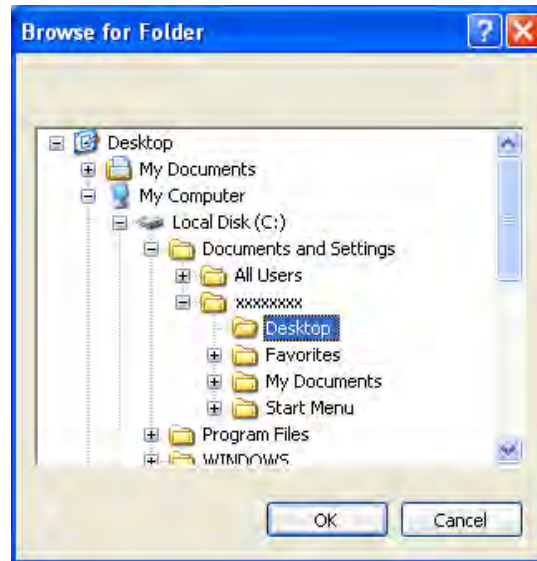 Browse for Folder
Desktop
My Documents
My Computer
Local Disk (C:)
Documents and Settings
All Users
xxxxxxxx
Desktop
Favorites
My Documents
Start Menu
Program Files
WINDOWS
OK Cancel